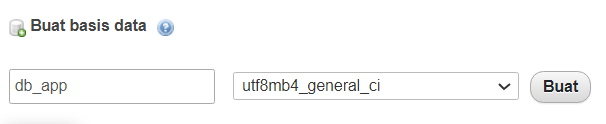 Buat basis data
db_app utf8mb4_general_ci Buat